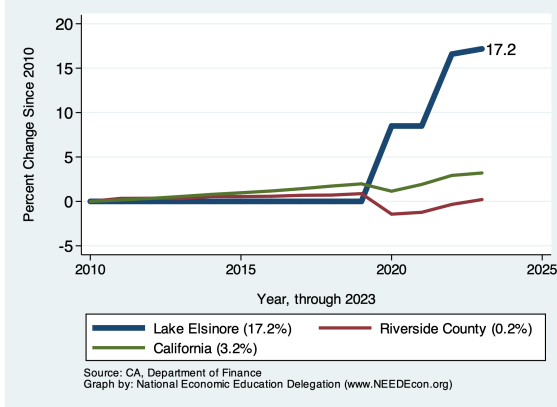 Percent Change Since 2010
20
15
10
5
0
-5
17.2
2010
2015
2020
2025
Year, through 2023
Lake Elsinore (17.2%)
Riverside County (0.2%)
California (3.2%)
Source: CA, Department of Finance
Graph by: National Economic Education Delegation (www.NEEDEcon.org)